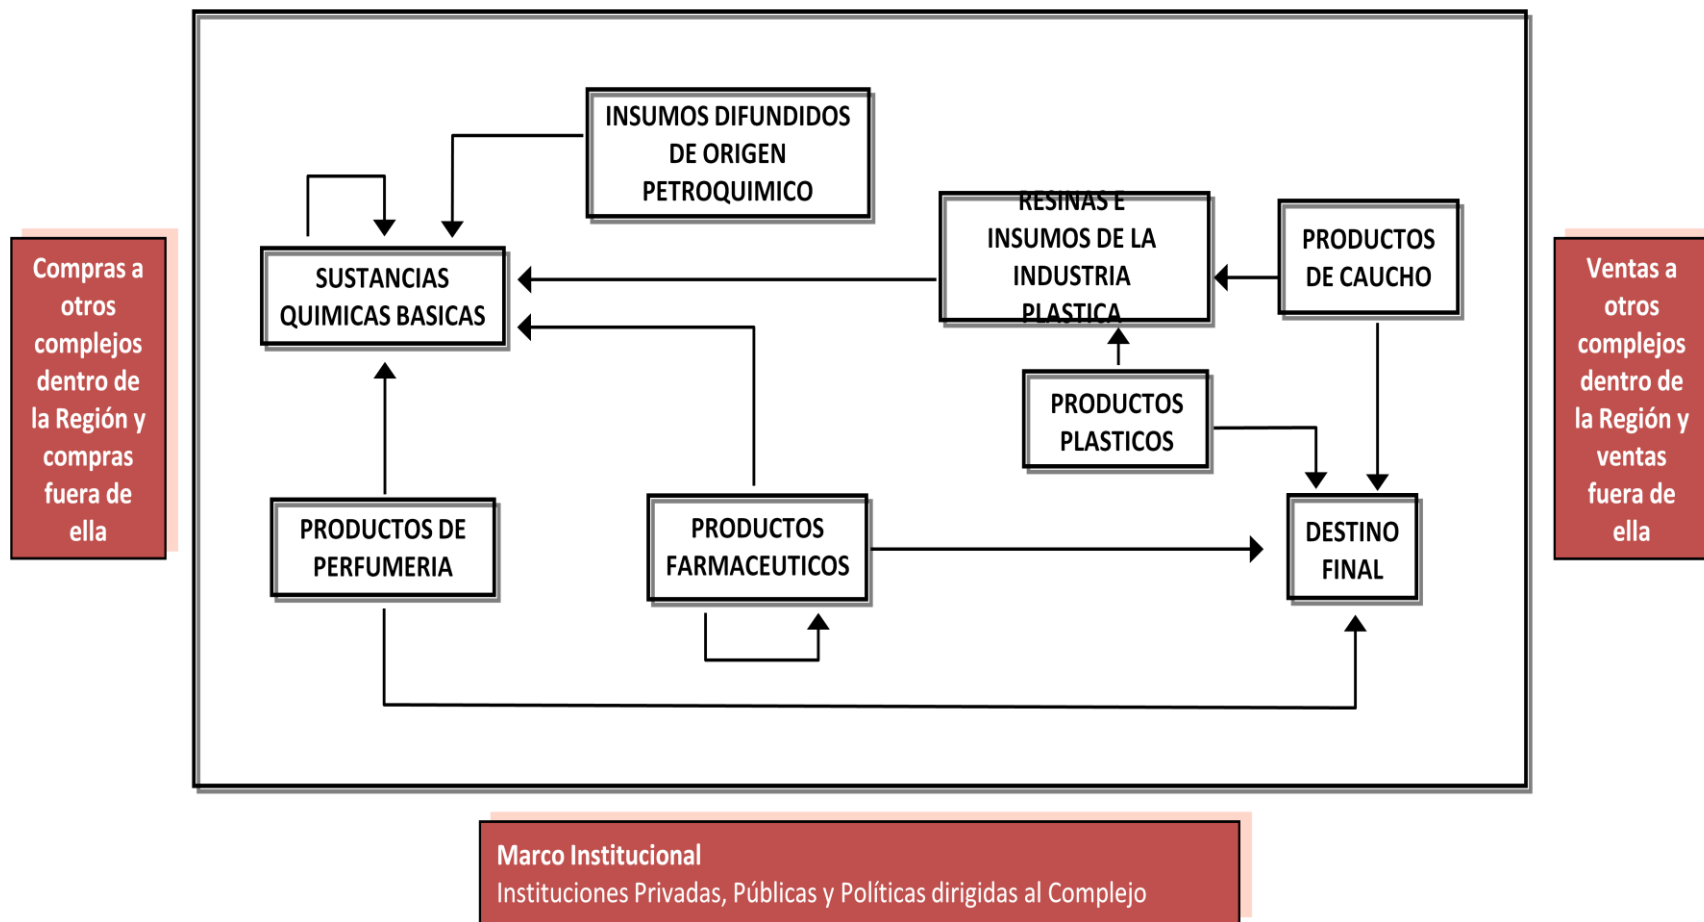 INSUMOS DIFUNDIDOS
DE ORIGEN
PETROQUIMICO
RESINAS E
INSUMOS DE LA
INDUSTRIA
PLASTICA
PRODUCTOS
DE CAUCHO
SUSTANCIAS
QUIMICAS BASICAS
Compras a
otros
complejos
dentro de
la Región y
compras
fuera de
ella
Ventas a
otros
complejos
dentro de
la Región y
ventas
fuera de
ella
PRODUCTOS
PLASTICOS
PRODUCTOS DE
PERFUMERIA
PRODUCTOS
FARMACEUTICOS
DESTINO
FINAL
Marco Institucional
Instituciones Privadas, Públicas y Políticas dirigidas al Complejo